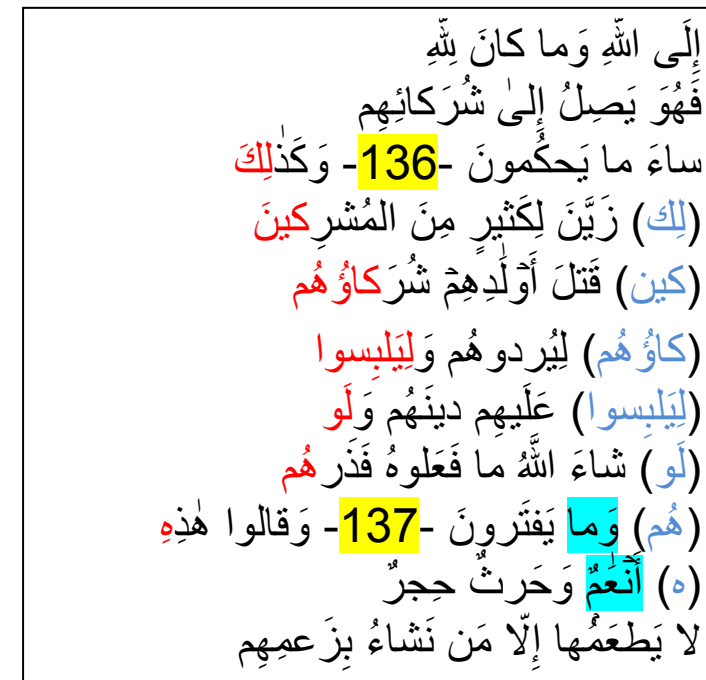 إِلَى اللَّهِ وَما كانَ لِلَّهِ
فَهُوَ يَصِلُ إِلىٰ شُرَكائِهِم
ساءَ ما يَحكُمونَ -136- وَكَذٰلِكَ
(لِك) زَيَّنَ لِكَثيرٍ مِنَ المُشرِكينَ
(كين) قَتلَ أَوۡلَٰدِهِمۡ شُرَكاؤُهُم
(كاؤُهُم) لِيُردوهُم وَلِيَلبِسوا
(لِيَلبِسوا) عَلَيهِم دينَهُم وَلَو
(لَو) شاءَ اللَّهُ ما فَعَلوهُ فَذَرهُم
(هُم) وَما يَفتَرونَ -137- وَقالوا هٰذِهِ
(ه) أَنۡعَٰمٌ وَحَرثٌ حِجرٌ
لا يَطعَمُها إِلّا مَن نَشاءُ بِزَعمِهِم